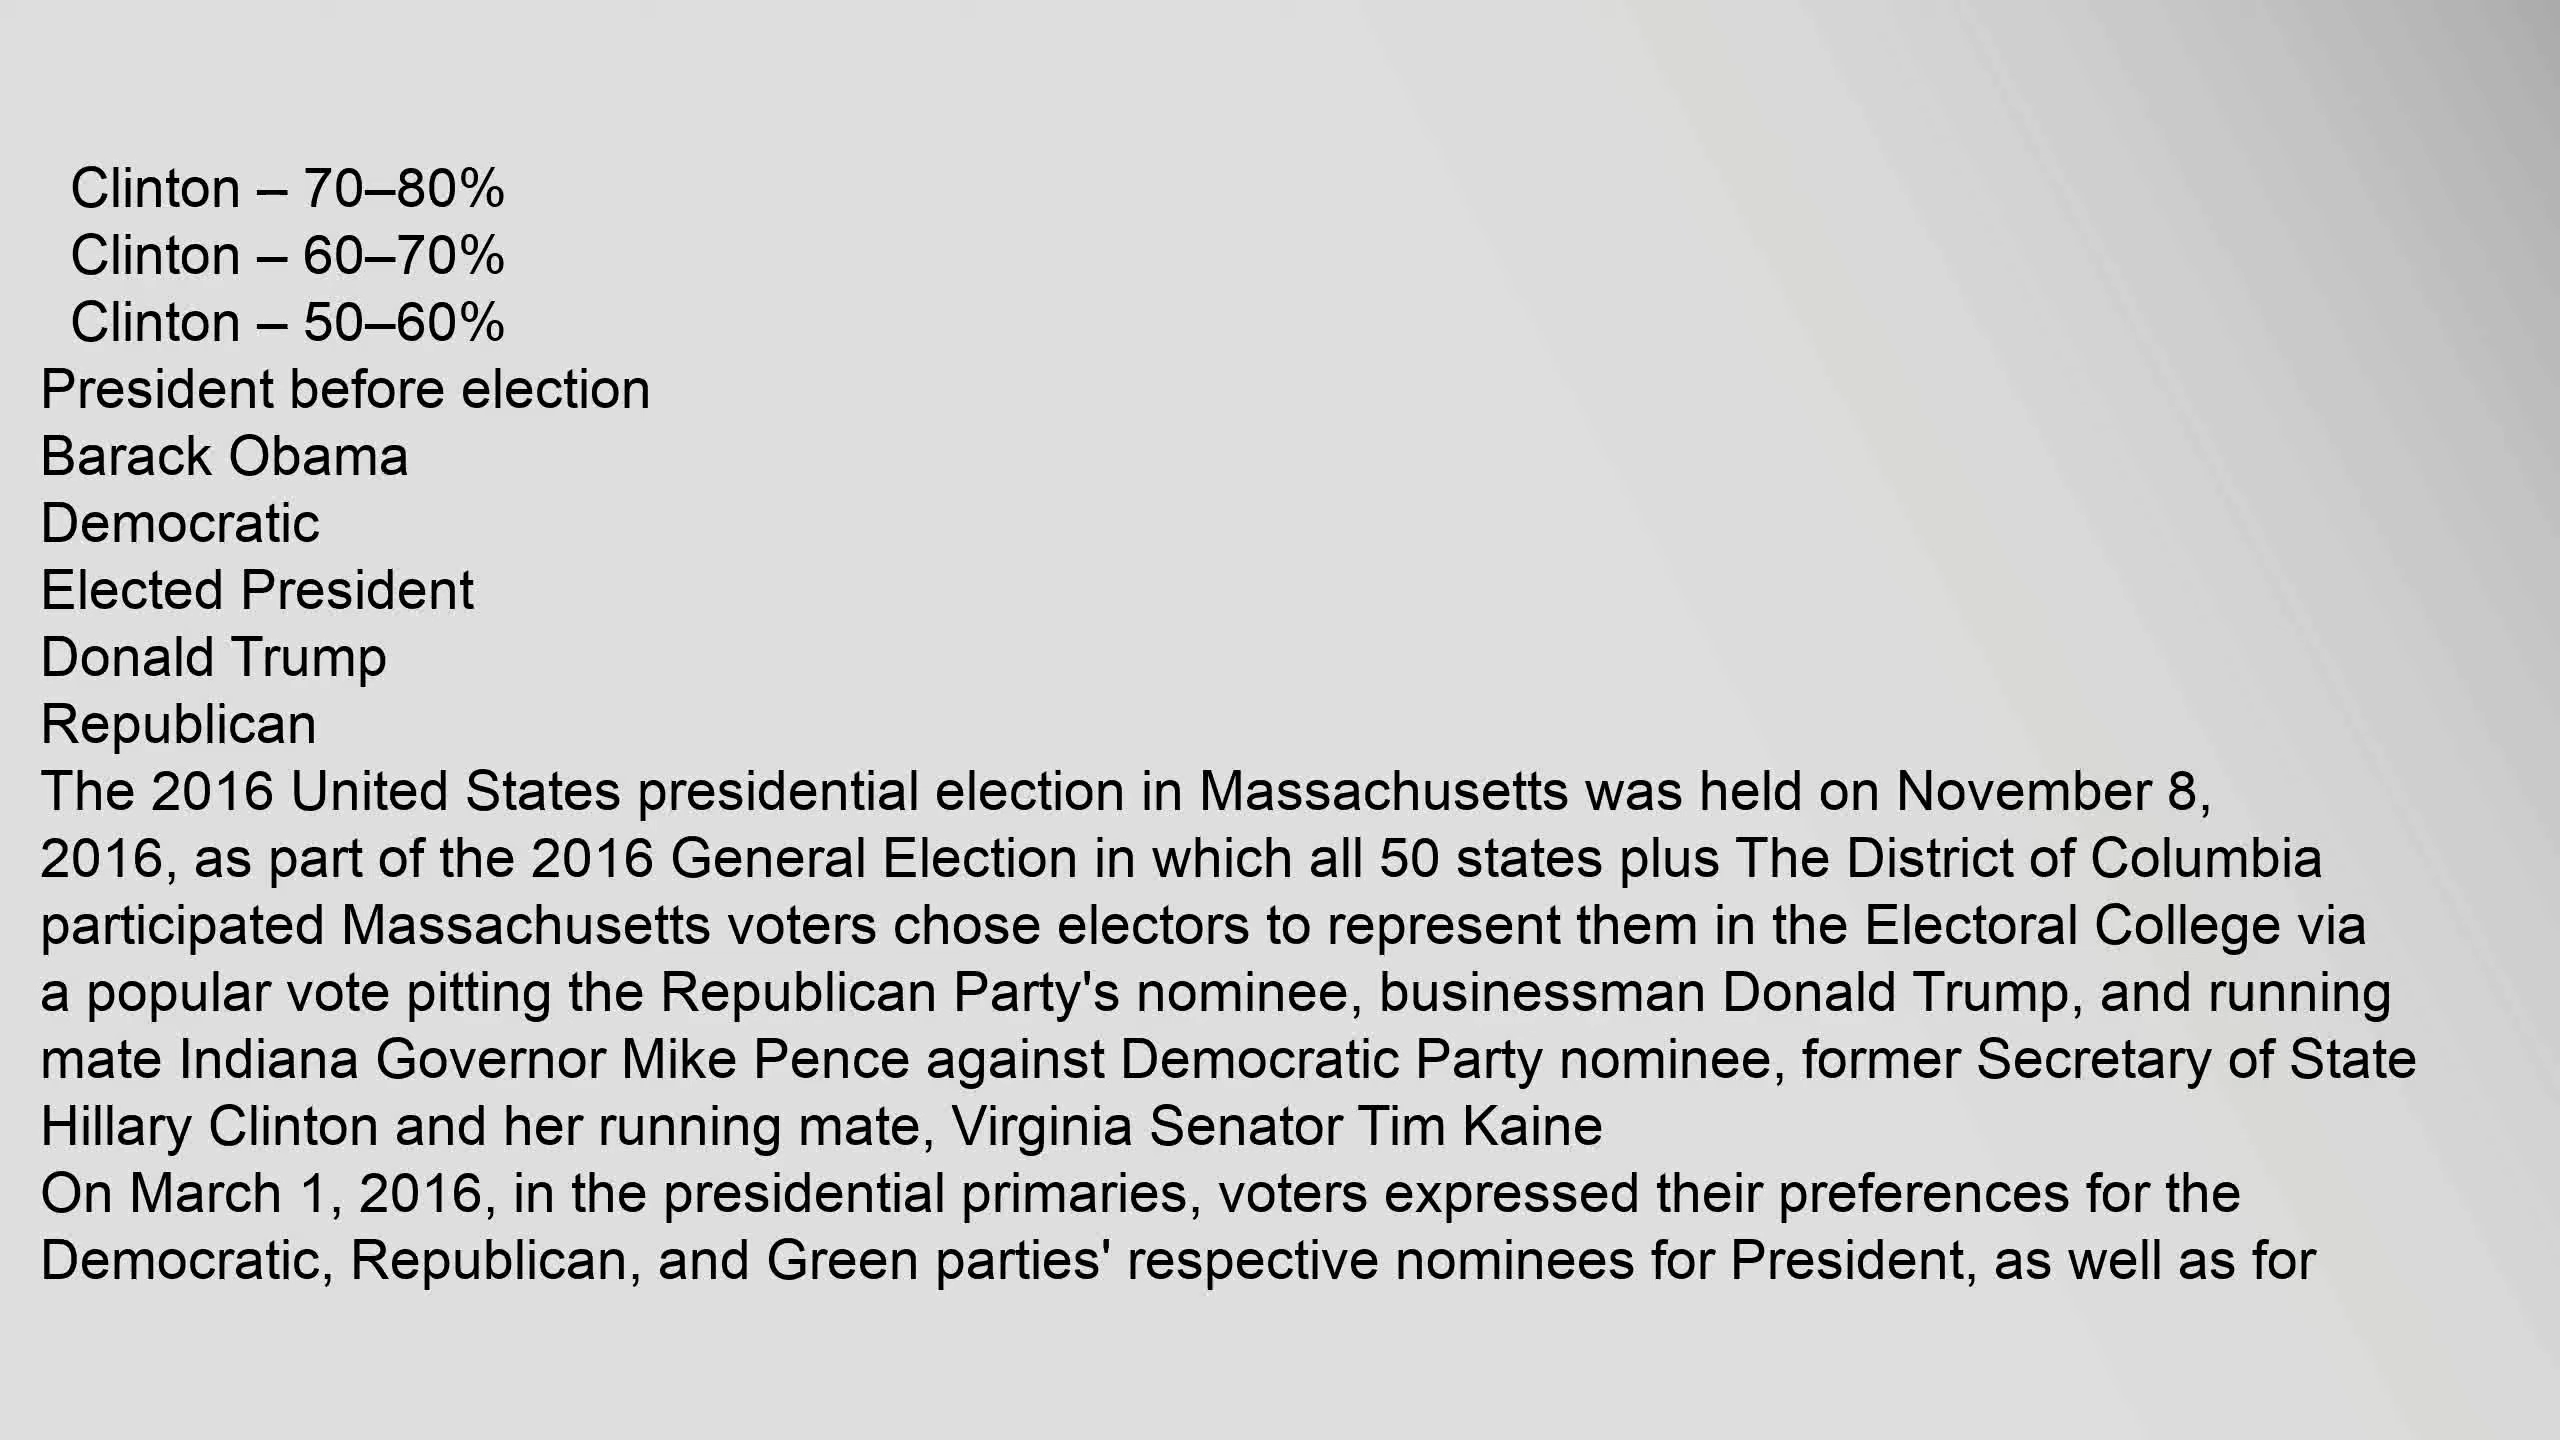 Clinton – 70–80%
Clinton – 60–70%
Clinton – 50–60%
President before election
Barack Obama
Democratic
Elected President
Donald Trump
Republican
The 2016 United States presidential election in Massachusetts was held on November 8,
2016, as part of the 2016 General Election in which all 50 states plus The District of Columbia
participated Massachusetts voters chose electors to represent them in the Electoral College via
a popular vote pitting the Republican Party's nominee, businessman Donald Trump, and running
mate Indiana Governor Mike Pence against Democratic Party nominee, former Secretary of State
Hillary Clinton and her running mate, Virginia Senator Tim Kaine
On March 1, 2016, in the presidential primaries, voters expressed their preferences for the
Democratic, Republican, and Green parties' respective nominees for President, as well as for